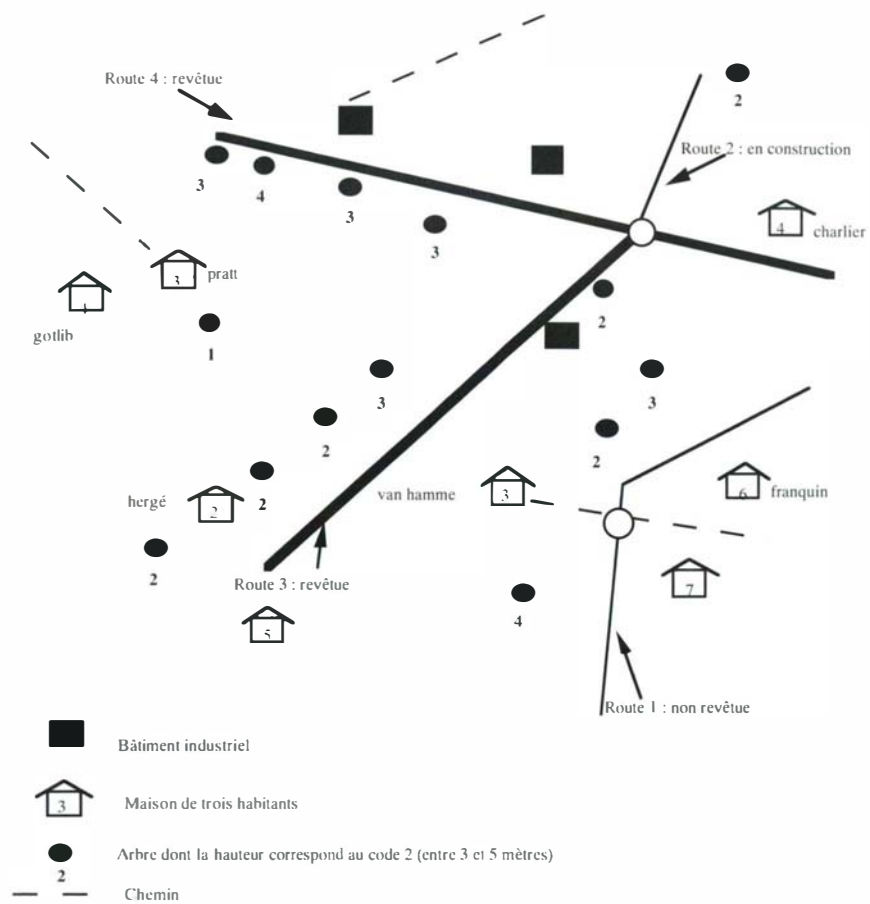 Route 4 : revêtue
2
Route 2 : en construction
3
4
3
3
4
charlier
3
pratt
gotlib
2
1
3
3
2
2
hergé
2
2
van hamme
3
6
franquin
2
Route 3 : revêtue
7
4
5
Route 1 : non revêtue
Bâtiment industriel
3
Maison de trois habitants
Arbre dont la hauteur correspond au code 2 (entre 3 et 5 mètres)
2
Chemin